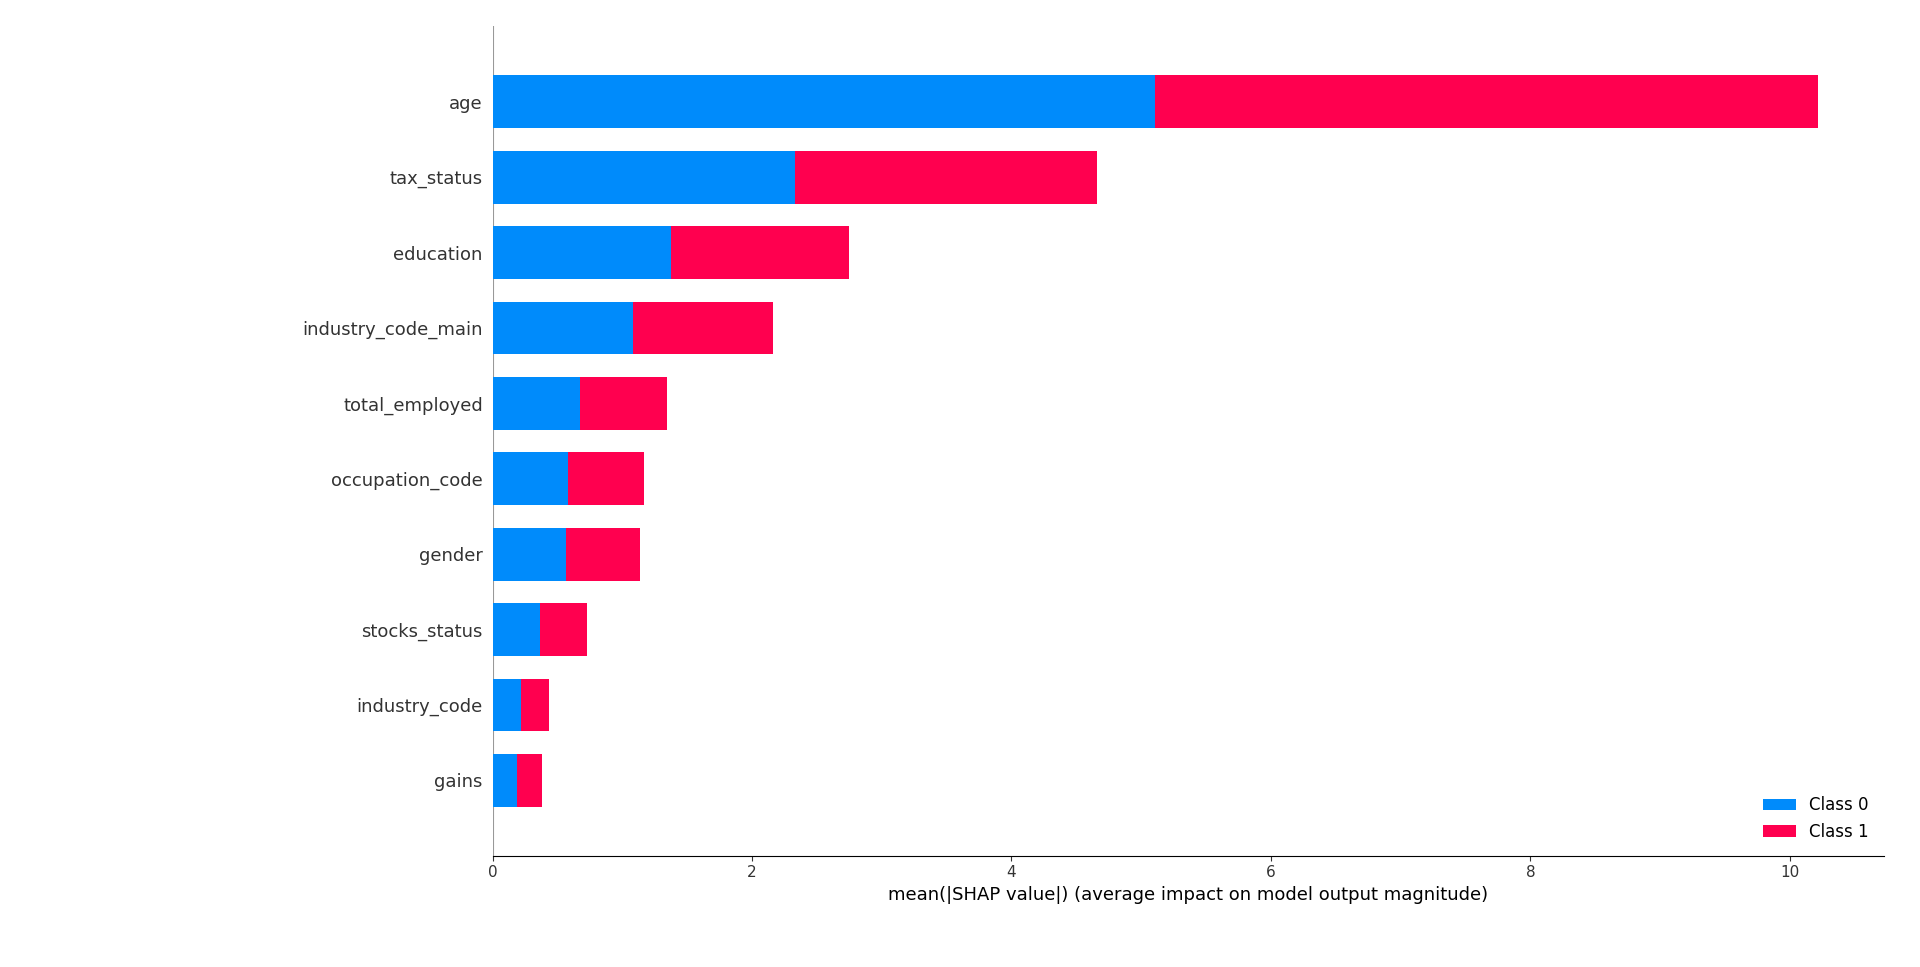 age
tax_status
education
industry_code_main
total_employed
occupation_code
gender
stocks_status
industry_code
gains
Class 0
Class 1
0 2 4 6 8 10
mean(|SHAP value|) (average impact on model output magnitude)